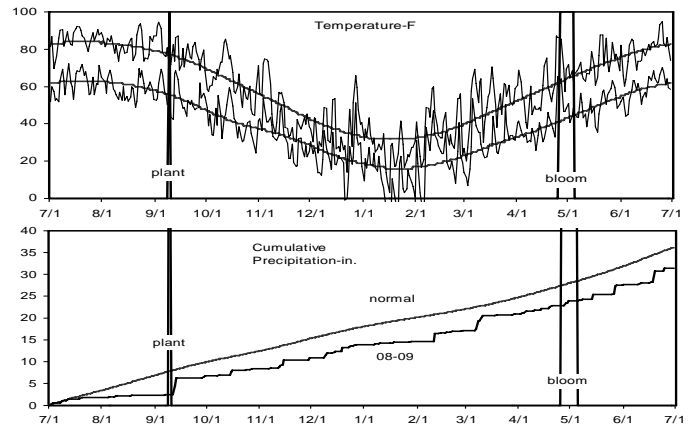 100
Temperature-F
80
60
40
20
plant
bloom
0
7/1 8/1 9/1 10/1 11/1 12/1 1/1 2/1 3/1 4/1 5/1 6/1 7/1
40
Cumulative
35
Precipitation-in.
30
25
normal
20
15
plant
10
08-09
5
bloom
0
7/1 8/1 9/1 10/1 11/1 12/1 1/1 2/1 3/1 4/1 5/1 6/1 7/1